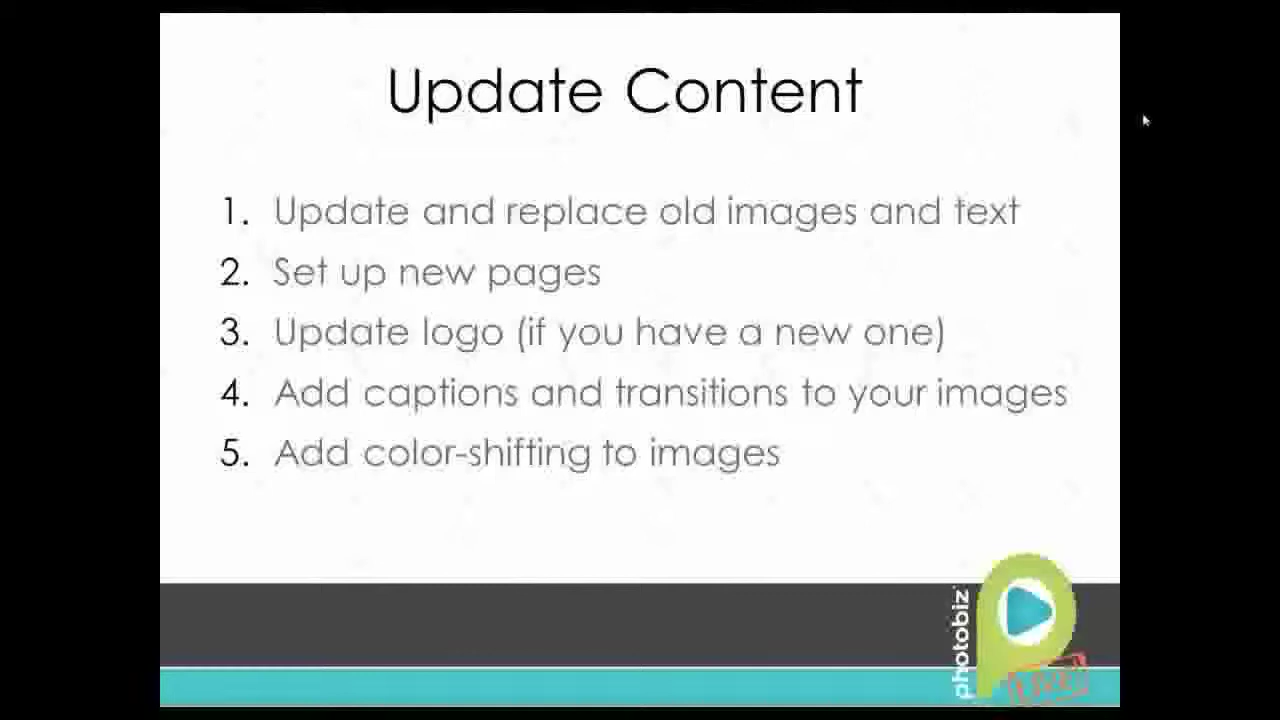 Update Content
1. Update and replace old images and text
2. Set up new pages
3. Update logo (if you have a new one)
4. Add captions and transitions to your images
5. Add color-shifting to images
photobiz
LIVE